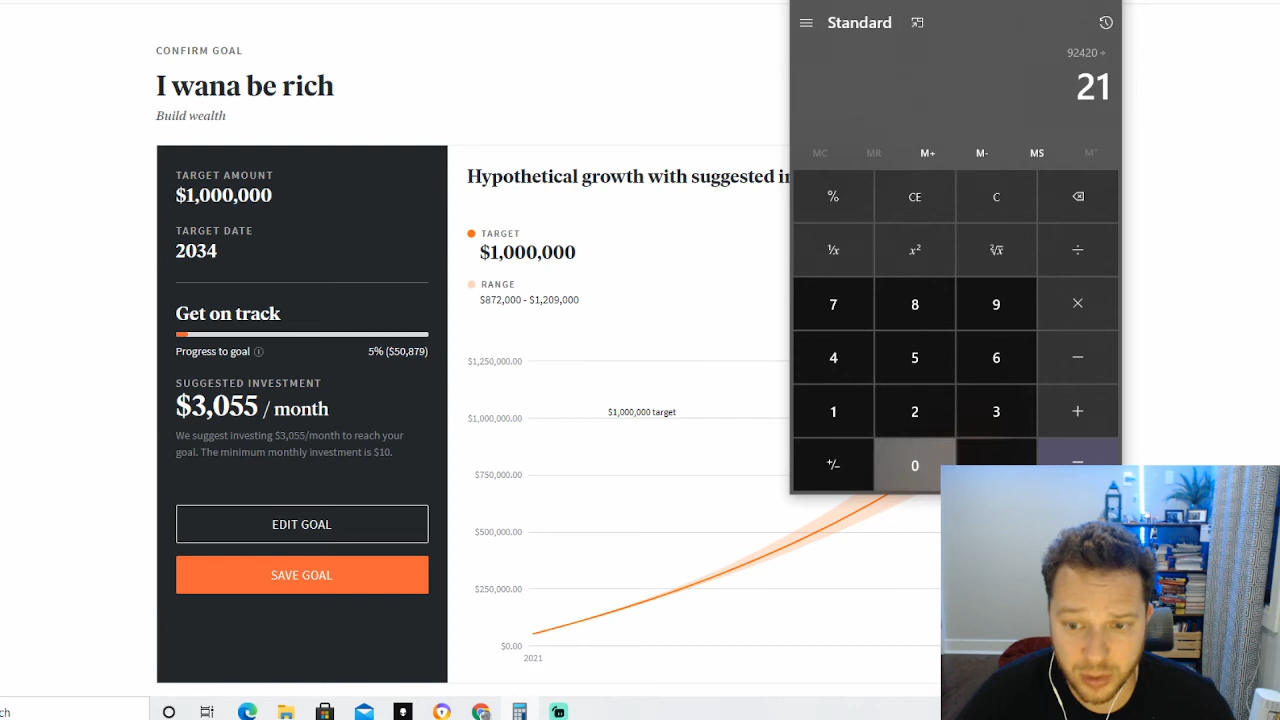 CONFIRM GOAL
I wana be rich
Build wealth
TARGET AMOUNT
$1,000,000
TARGET DATE
2034
Get on track
Progress to goal
5% ($50,879)
SUGGESTED INVESTMENT
$3,055 / month
We suggest investing $3,055/month to reach your
goal. The minimum monthly investment is $10.
EDIT GOAL
SAVE GOAL
Hypothetical growth with suggested
TARGET
$1,000,000
RANGE
$872,000 - $1,209,000
$1,250,000.00
$1,000,000 target
$1,000,000.00
$750,000.00
$500,000.00
$250,000.00
$0.00
2021
Standard
92420 ÷
21
MC MR M+ M- MS
% CE C
⅟x x² ²√x ÷
7 8 9 ×
4 5 6 −
1 2 3 +
+/− 0
ch